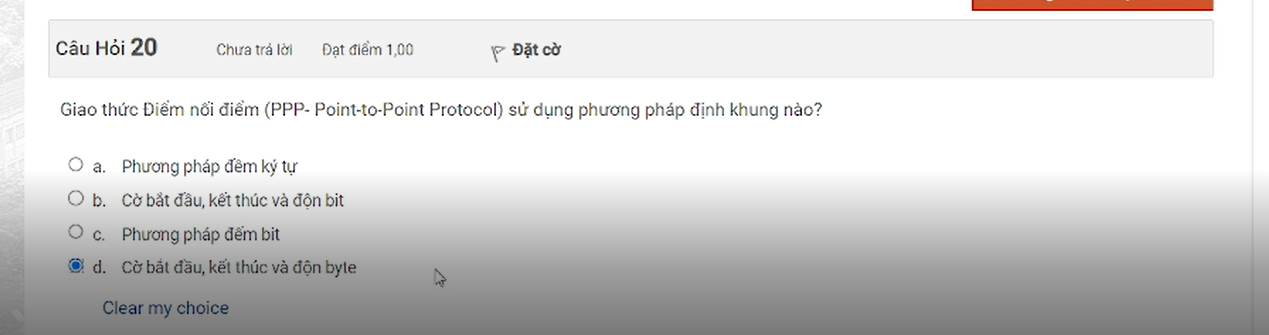 Câu Hỏi 20 Chưa trả lời Đạt điểm 1,00 Đặt cờ
Giao thức Điểm nối điểm (PPP- Point-to-Point Protocol) sử dụng phương pháp định khung nào?
a. Phương pháp đềm ký tự
b. Cờ bắt đầu, kết thúc và độn bit
c. Phương pháp đếm bit
d. Cờ bắt đầu, kết thúc và độn byte
Clear my choice